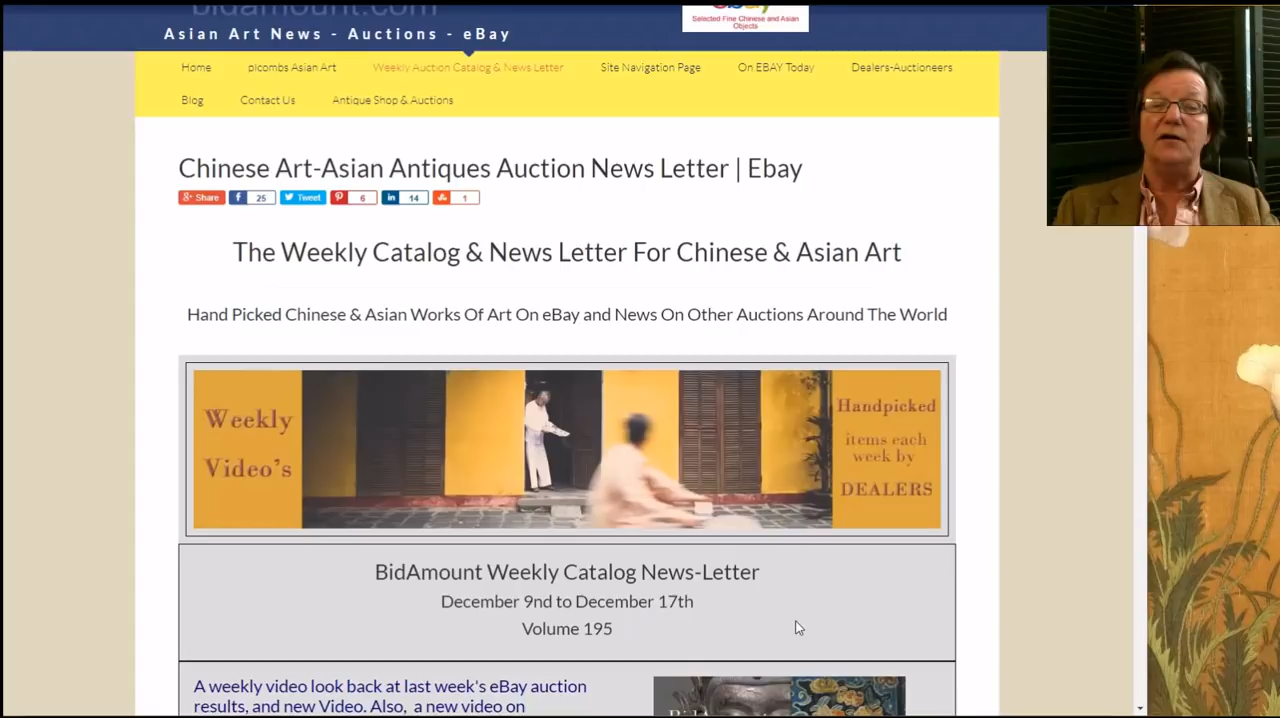 bidamount.com
ebay
Selected Fine Chinese and Asian
Objects
Asian Art News - Auctions - eBay
Home
plcombs Asian Art
Weekly Auction Catalog & News Letter
Site Navigation Page
On EBAY Today
Dealers-Auctioneers
Blog
Contact Us
Antique Shop & Auctions
Chinese Art-Asian Antiques Auction News Letter | Ebay
Share
25
Tweet
6
14
1
The Weekly Catalog & News Letter For Chinese & Asian Art
Hand Picked Chinese & Asian Works Of Art On eBay and News On Other Auctions Around The World
Weekly
Video's
Handpicked
items each
week by
DEALERS
BidAmount Weekly Catalog News-Letter
December 9nd to December 17th
Volume 195
A weekly video look back at last week's eBay auction
results, and new Video. Also, a new video on